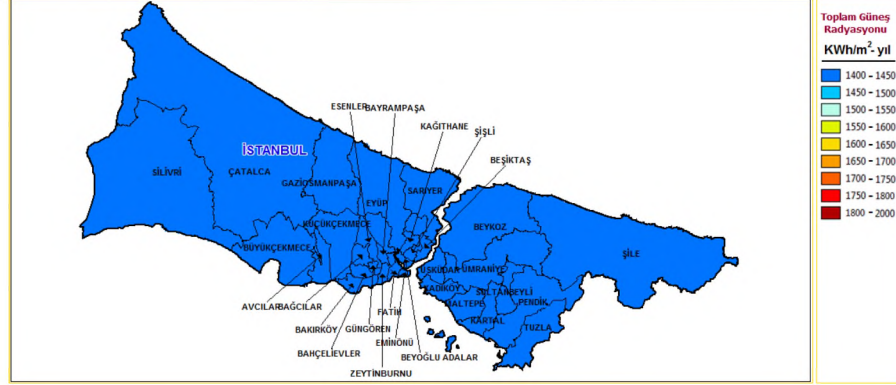 Toplam Güneş
Radyasyonu
KWh/m²- yıl
1400 - 1450
1450 - 1500
1500 - 1550
1550 - 1600
1600 - 1650
1650 - 1700
1700 - 1750
1750 - 1800
1800 - 2000
ESENLER
BAYRAMPAŞA
KAĞITHANE
ŞİŞLİ
BEŞİKTAŞ
İSTANBUL
SİLİVRİ
ÇATALCA
GAZİOSMANPAŞA
SARIYER
EYÜP
KÜÇÜKÇEKMECE
BEYKOZ
BÜYÜKÇEKMECE
ŞİLE
ÜSKÜDAR
ÜMRANİYE
KADIKÖY
SULTANBEYLİ
MALTEPE
PENDİK
KARTAL
TUZLA
AVCILAR
BAĞCILAR
FATİH
BAKIRKÖY
GÜNGÖREN
EMİNÖNÜ
BAHÇELİEVLER
BEYOĞLU
ADALAR
ZEYTİNBURNU